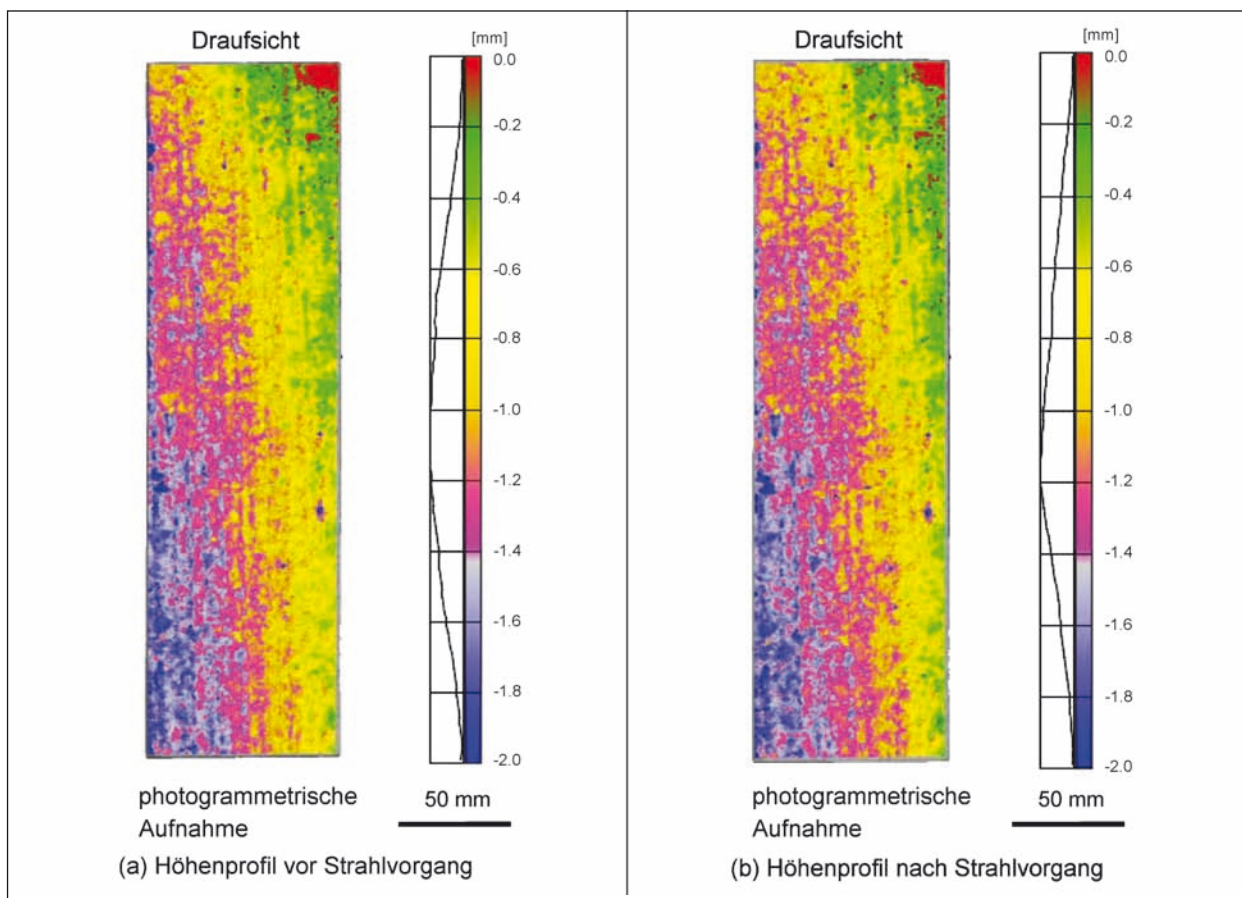 Draufsicht
[mm]
0.0
-0.2
-0.4
-0.6
-0.8
-1.0
-1.2
-1.4
-1.6
-1.8
-2.0
photogrammetrische
Aufnahme
50 mm
(a) Höhenprofil vor Strahlvorgang
Draufsicht
[mm]
0.0
-0.2
-0.4
-0.6
-0.8
-1.0
-1.2
-1.4
-1.6
-1.8
-2.0
photogrammetrische
Aufnahme
50 mm
(b) Höhenprofil nach Strahlvorgang